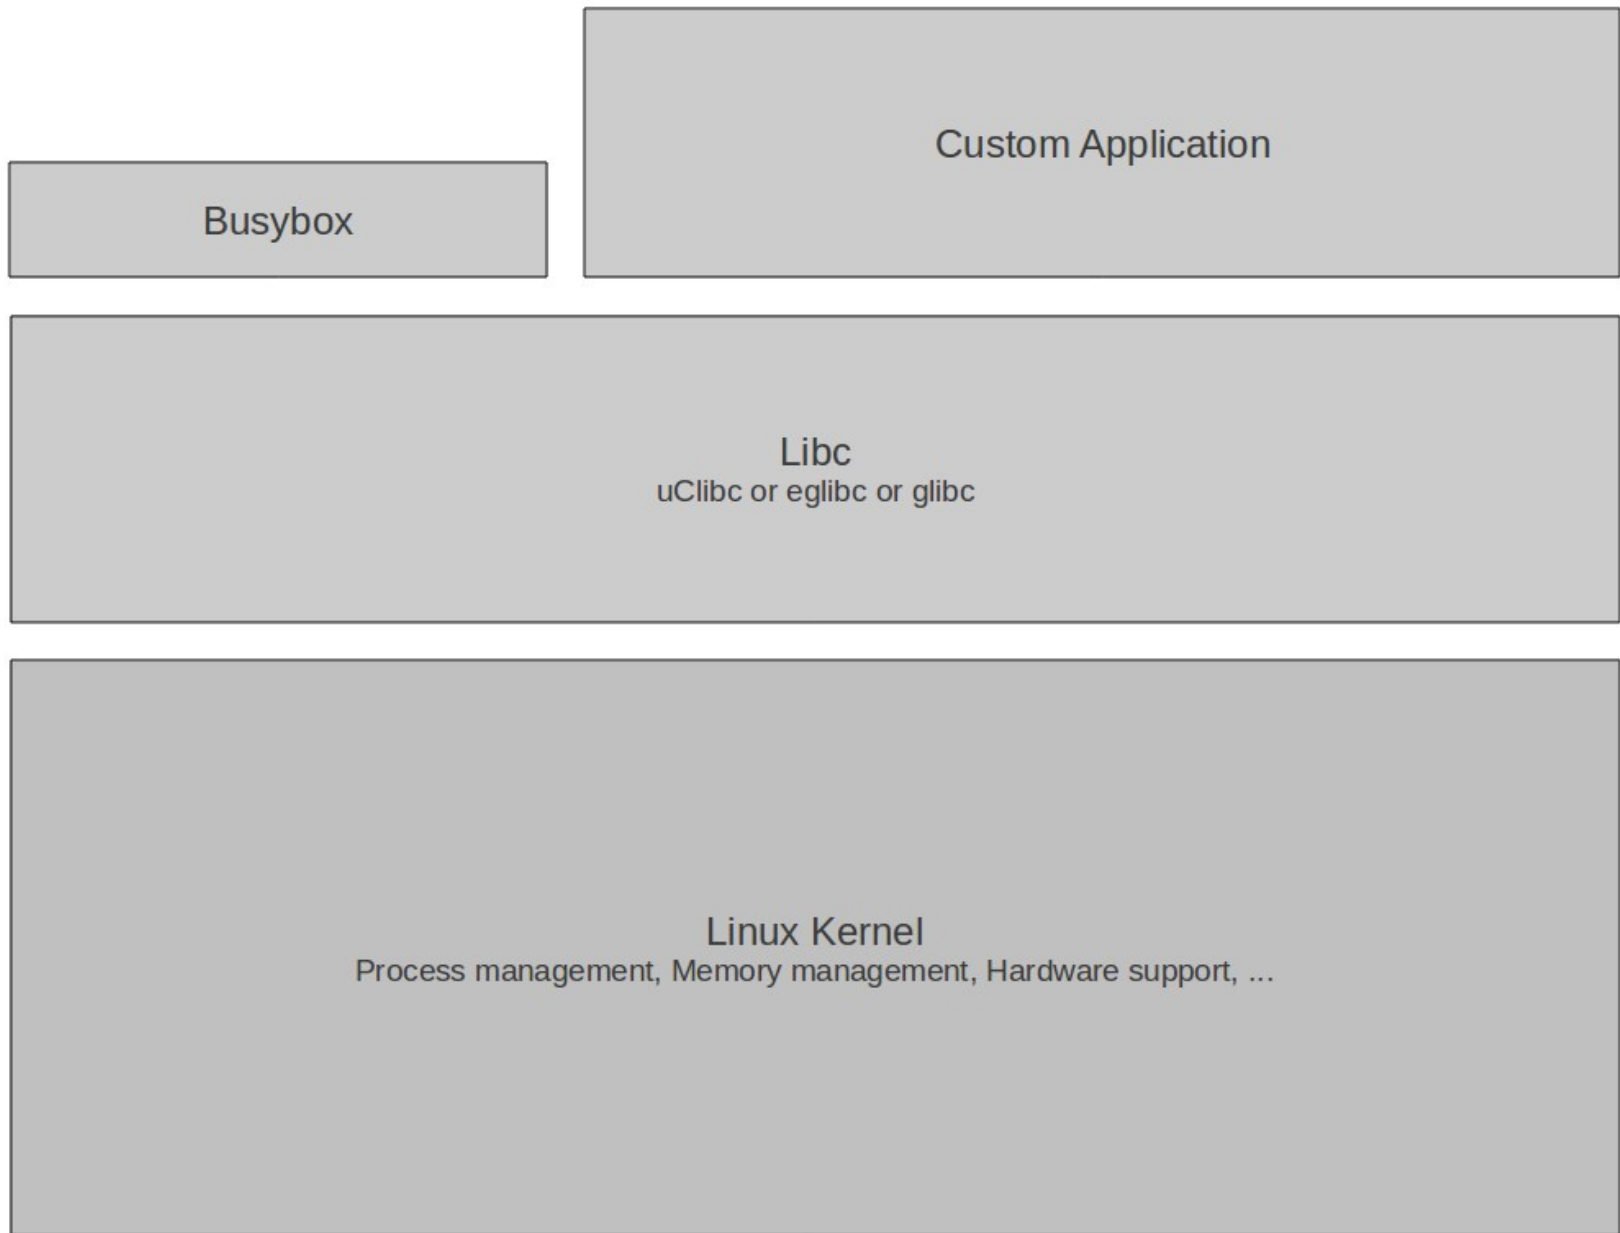 Custom Application
Busybox
Libc
uClibc or eglibc or glibc
Linux Kernel
Process management, Memory management, Hardware support, ...